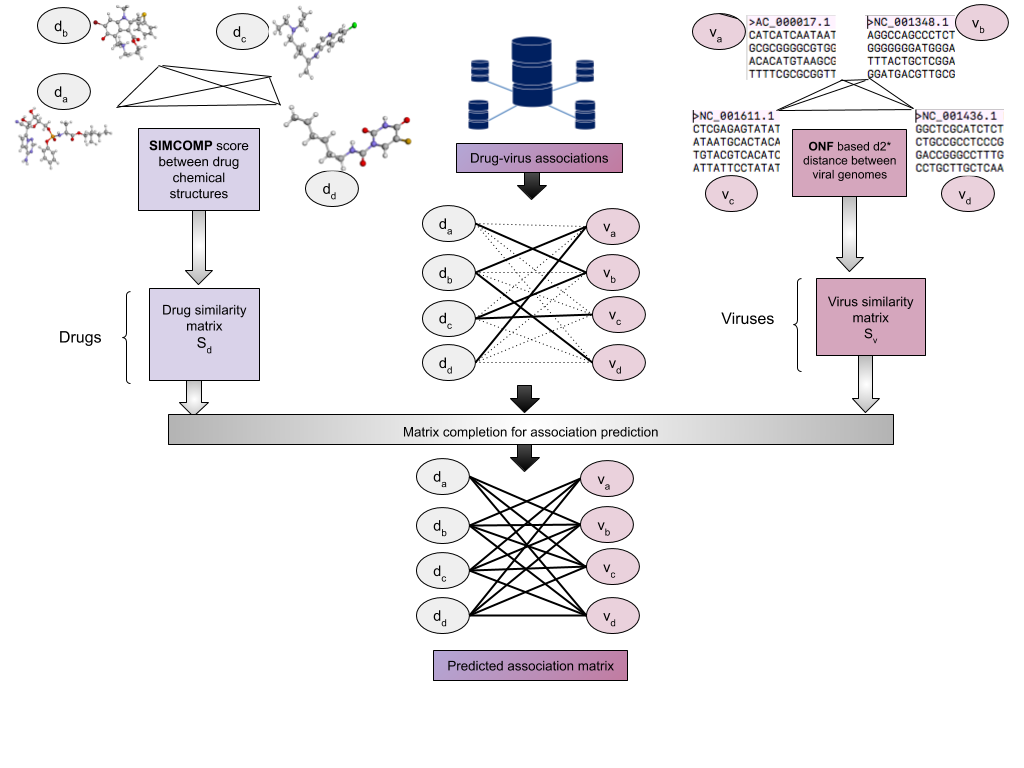 d_b
d_c
d_a
d_d
SIMCOMP score
between drug
chemical
structures
Drug similarity
matrix
S_d
Drugs
Drug-virus associations
v_a
>AC_000017.1
CATCATCAATAAT
GCGCGGGGCGTGG
ACACATGTAAGCG
TTTTCGCGCGGTT
>NC_001348.1
AGGCCAGCCCTCT
GGGGGGGATGGGA
TTTACTGCTCGGA
GGATGACGTTGCG
v_b
>NC_001611.1
CTCGAGAGTATAT
ATAATGCACTACA
TGTACGTCACATC
ATTATTCCTATAT
v_c
ONF based d2*
distance between
viral genomes
>NC_001436.1
GGCTCGCATCTCT
CTGCCGCCTCCCG
GACCGGGCCTTTG
CCTGCTTGCTCAA
v_d
Viruses
Virus similarity
matrix
S_v
d_a
v_a
d_b
v_b
d_c
v_c
d_d
v_d
Matrix completion for association prediction
d_a
v_a
d_b
v_b
d_c
v_c
d_d
v_d
Predicted association matrix